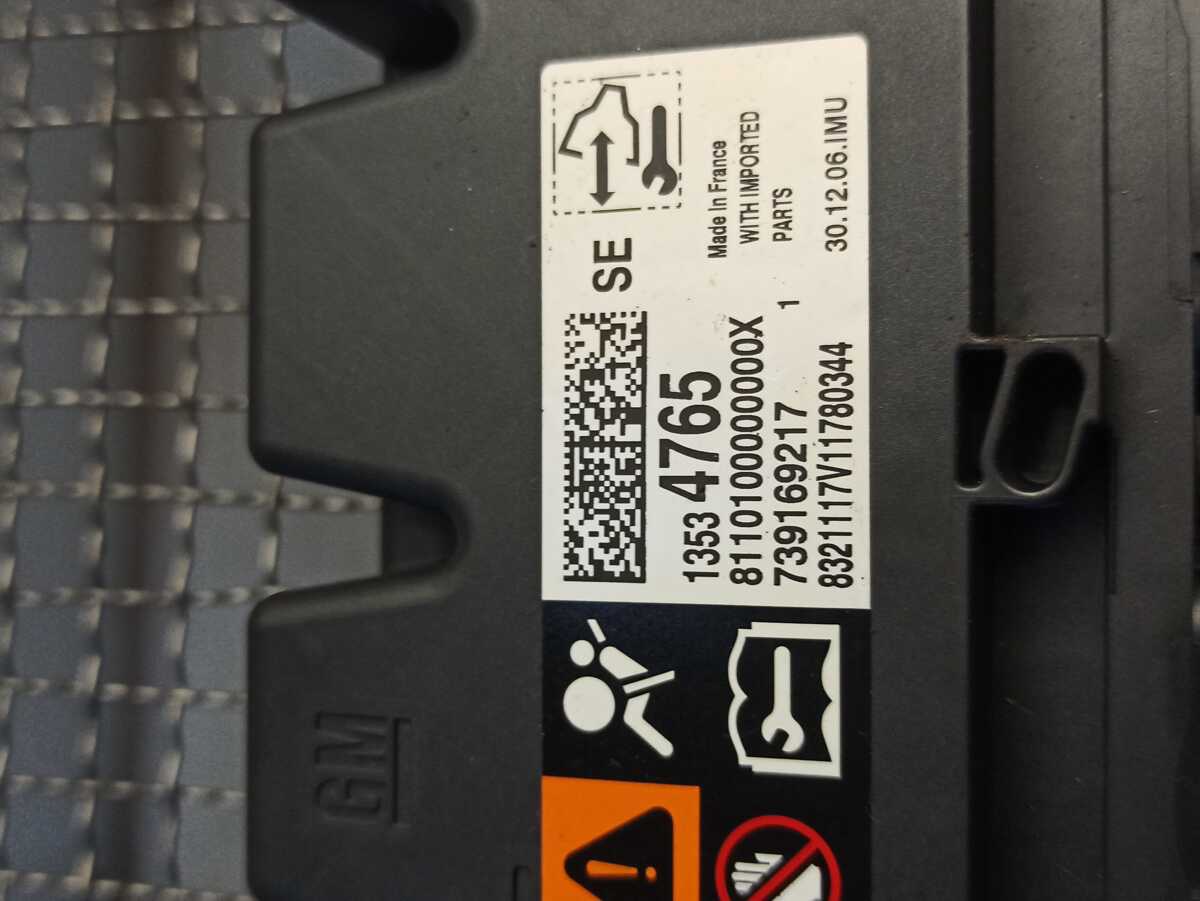 SE
1353 4765
81101000000000X
739169217 1
8321117V11780344
Made In France
WITH IMPORTED
PARTS
30.12.06.IMU
GM